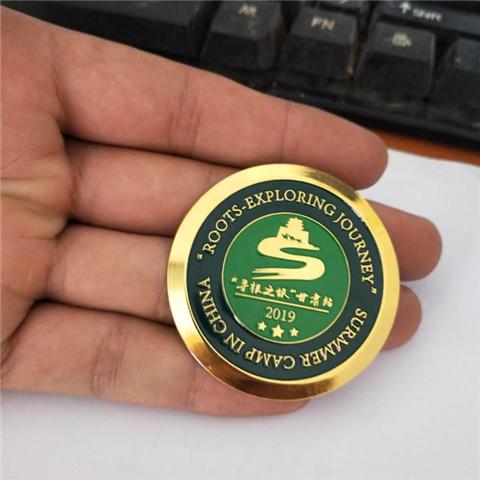 "ROOTS-EXPLORING JOURNEY" SURMMER CAMP IN CHINA
"寻根之旅"甘肃站
2019
FN